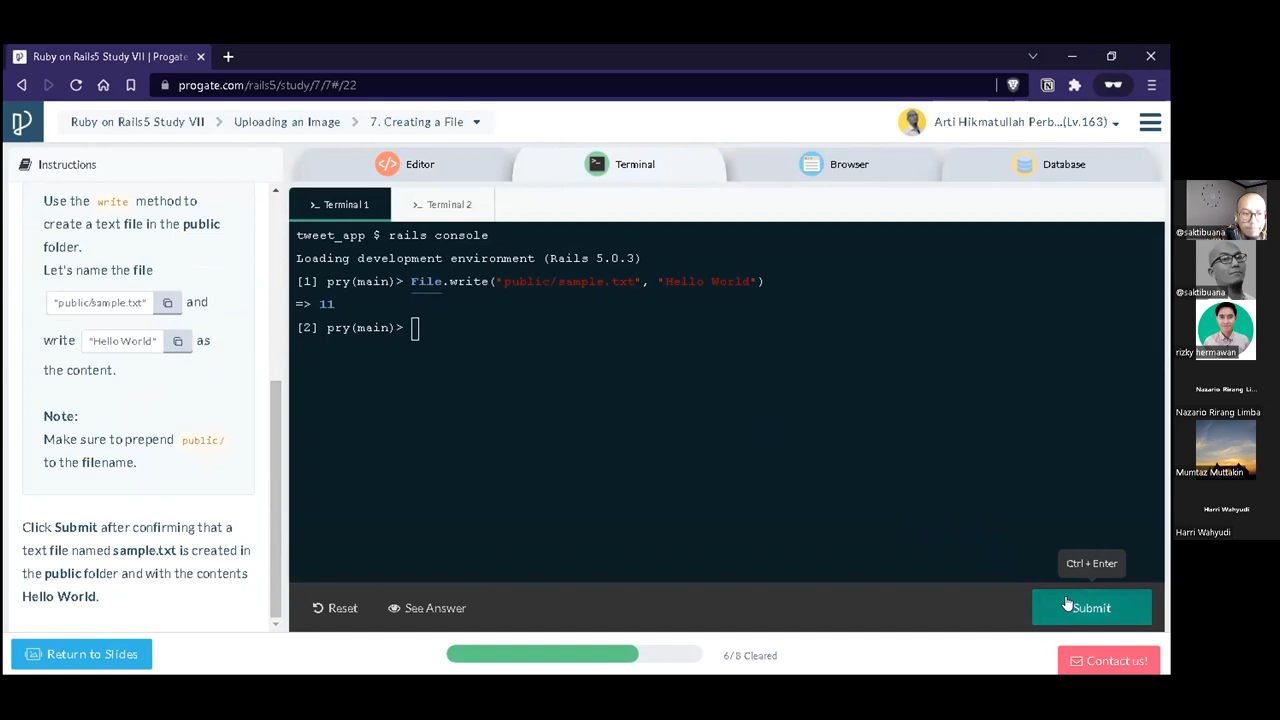 Ruby on Rails5 Study VII | Progate
progate.com/rails5/study/7/7#/22
Ruby on Rails5 Study VII
Uploading an Image
7. Creating a File
Arti Hikmatullah Perb...(Lv.163)
Instructions
Editor
Terminal
Browser
Database
Use the write method to
create a text file in the public
folder.
Let's name the file
"public/sample.txt" and
write "Hello World" as
the content.
Note:
Make sure to prepend public/
to the filename.
Click Submit after confirming that a
text file named sample.txt is created in
the public folder and with the contents
Hello World.
>_ Terminal 1
>_ Terminal 2
tweet_app $ rails console
Loading development environment (Rails 5.0.3)
[1] pry(main)> File.write("public/sample.txt", "Hello World")
=> 11
[2] pry(main)>
Ctrl + Enter
Reset
See Answer
Submit
Return to Slides
6/8 Cleared
Contact us!
@saktibuana
@saktibuana
rizky hermawan
Nazario Rirang Li...
Nazario Rirang Limba
Mumtaz Muttakin
Harri Wahyudi
Harri Wahyudi